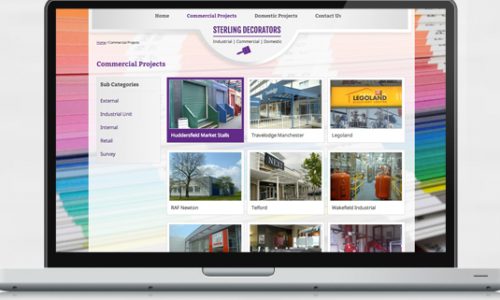 Home Commercial Projects Domestic Projects Contact Us
STERLING DECORATORS
Industrial | Commercial | Domestic
Home / Commercial Projects
Commercial Projects
Sub Categories
External
Industrial Unit
Internal
Retail
Survey
LEGOLAND
Huddersfield Market Stalls Travelodge Manchester Legoland
NEXT
RAF Newton Telford Wakefield Industrial